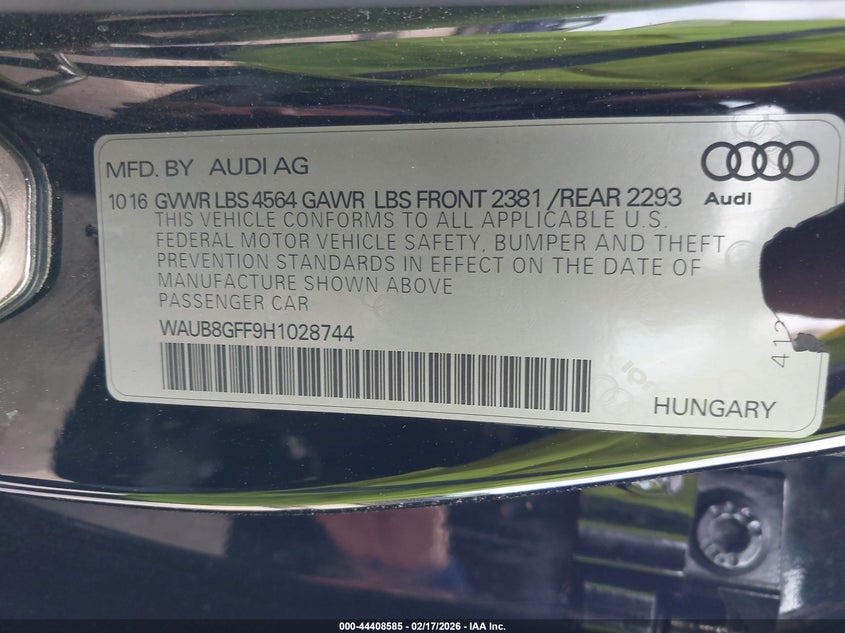 MFD. BY AUDI AG
Audi
10 16 GVWR LBS 4564 GAWR LBS FRONT 2381 /REAR 2293
THIS VEHICLE CONFORMS TO ALL APPLICABLE U.S.
FEDERAL MOTOR VEHICLE SAFETY, BUMPER AND THEFT
PREVENTION STANDARDS IN EFFECT ON THE DATE OF
MANUFACTURE SHOWN ABOVE
PASSENGER CAR
WAUB8GFF9H1028744
HUNGARY
000-44408585 - 02/17/2026 - IAA Inc.